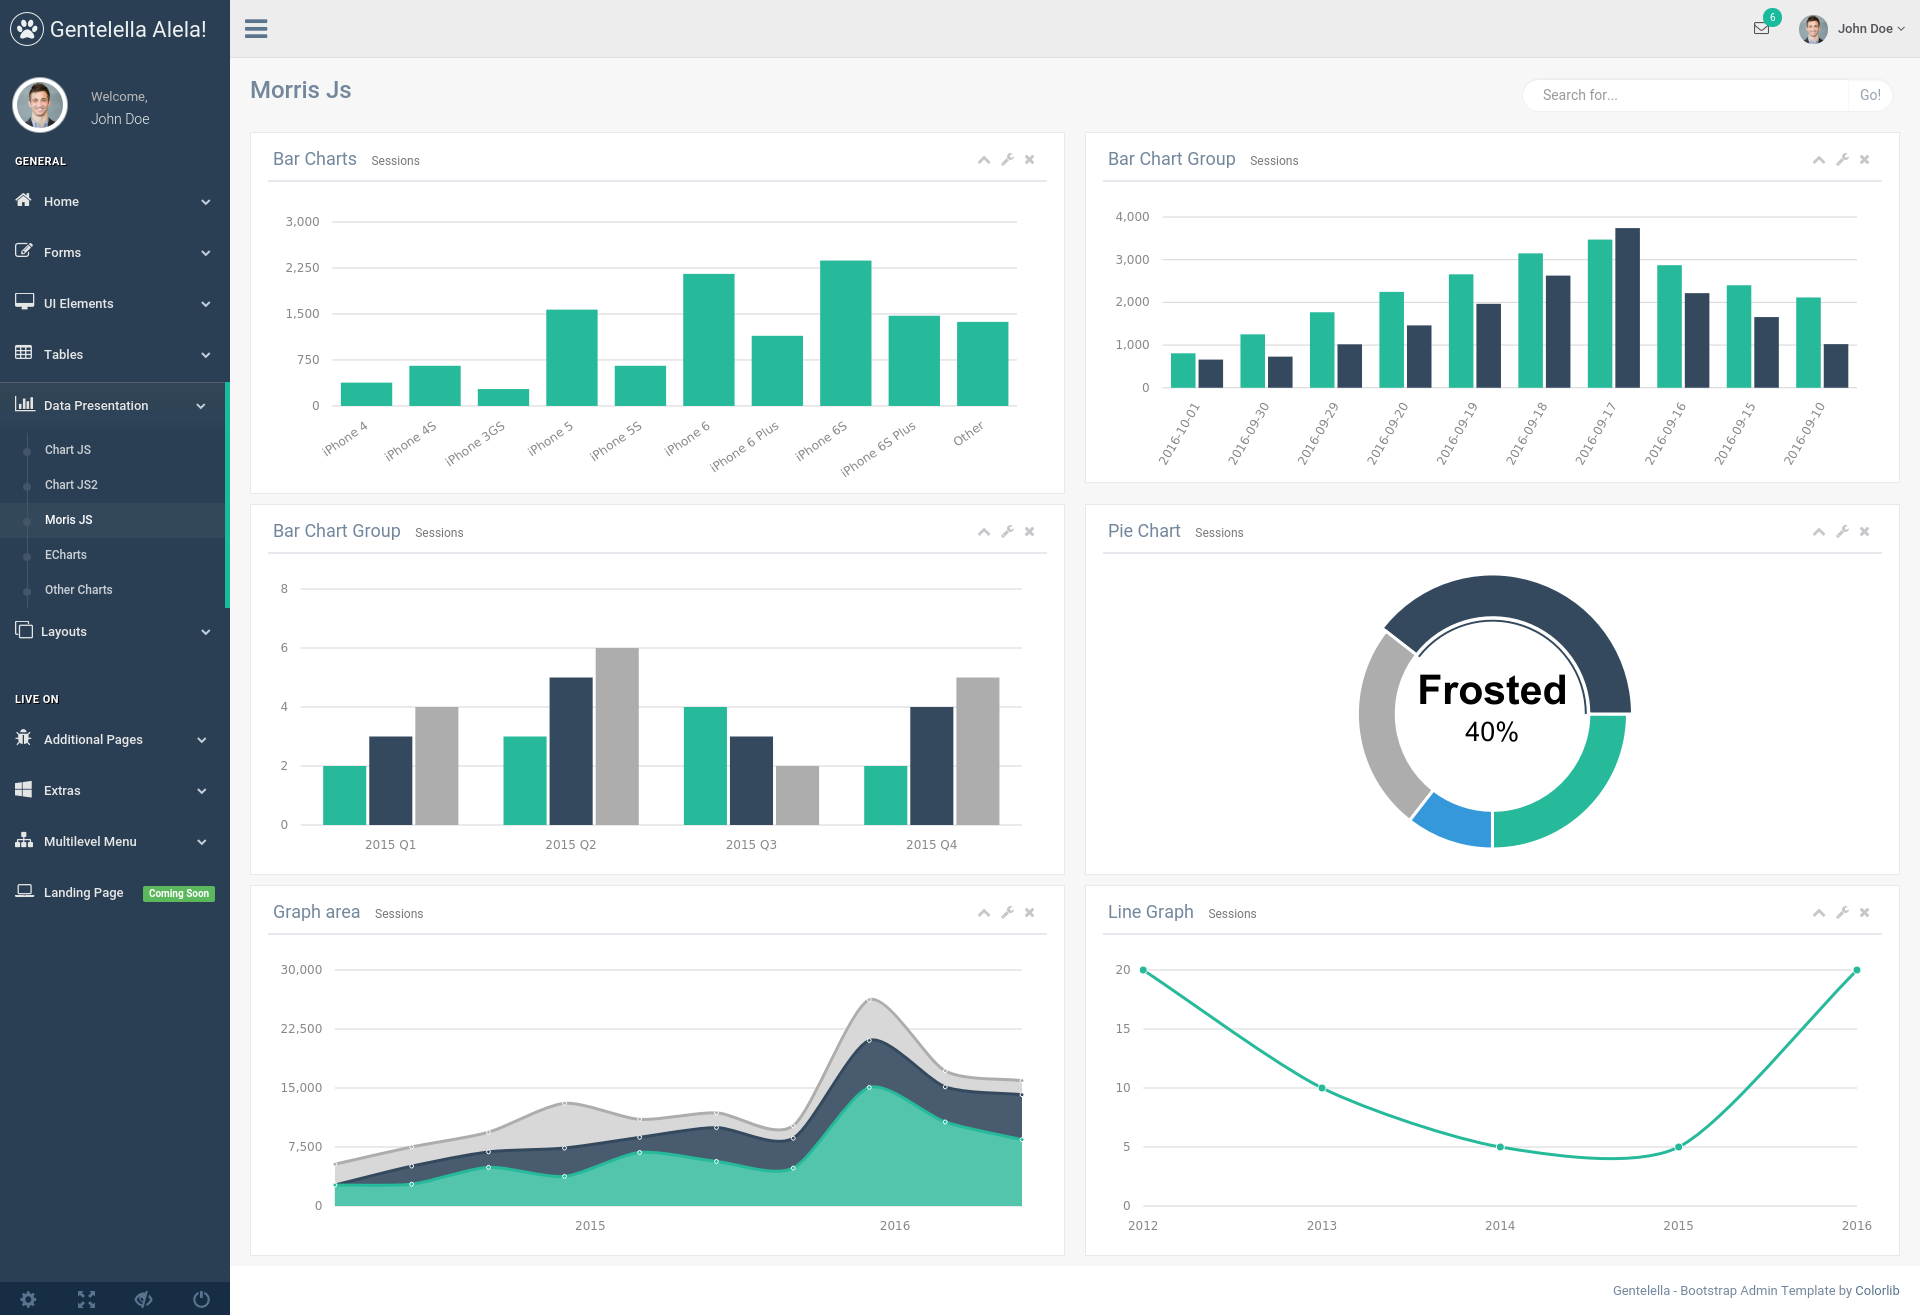 Gentelella Alela!
Welcome,
John Doe
GENERAL
Home
Forms
UI Elements
Tables
Data Presentation
Chart JS
Chart JS2
Moris JS
ECharts
Other Charts
Layouts
LIVE ON
Additional Pages
Extras
Multilevel Menu
Landing Page Coming Soon
6
John Doe
Morris Js
Search for... Go!
Bar Charts Sessions
3,000
2,250
1,500
750
0
iPhone 4 iPhone 4S iPhone 3GS iPhone 5 iPhone 5S iPhone 6 iPhone 6 Plus iPhone 6S iPhone 6S Plus Other
Bar Chart Group Sessions
4,000
3,000
2,000
1,000
0
2016-10-01 2016-09-30 2016-09-29 2016-09-20 2016-09-19 2016-09-18 2016-09-17 2016-09-16 2016-09-15 2016-09-10
Bar Chart Group Sessions
8
6
4
2
0
2015 Q1 2015 Q2 2015 Q3 2015 Q4
Pie Chart Sessions
Frosted
40%
Graph area Sessions
30,000
22,500
15,000
7,500
0
2015 2016
Line Graph Sessions
20
15
10
5
0
2012 2013 2014 2015 2016
Gentelella - Bootstrap Admin Template by Colorlib